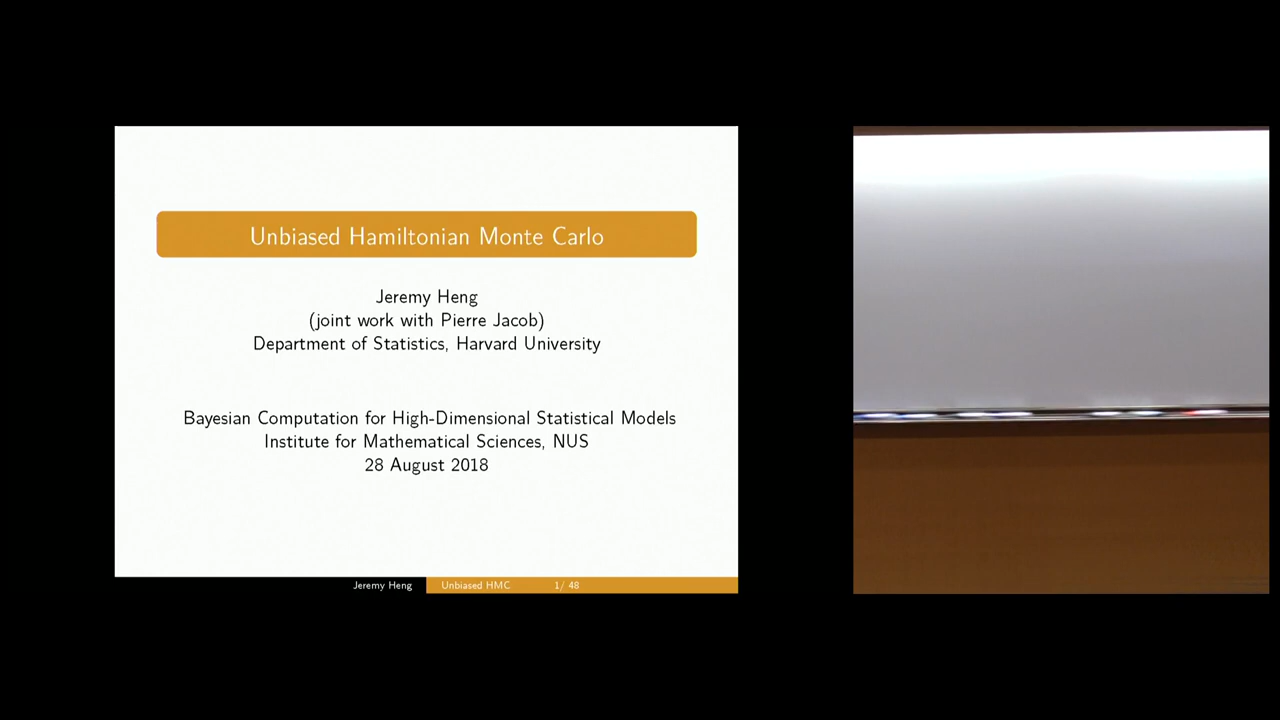 Unbiased Hamiltonian Monte Carlo
Jeremy Heng
(joint work with Pierre Jacob)
Department of Statistics, Harvard University
Bayesian Computation for High-Dimensional Statistical Models
Institute for Mathematical Sciences, NUS
28 August 2018
Jeremy Heng Unbiased HMC 1/ 48